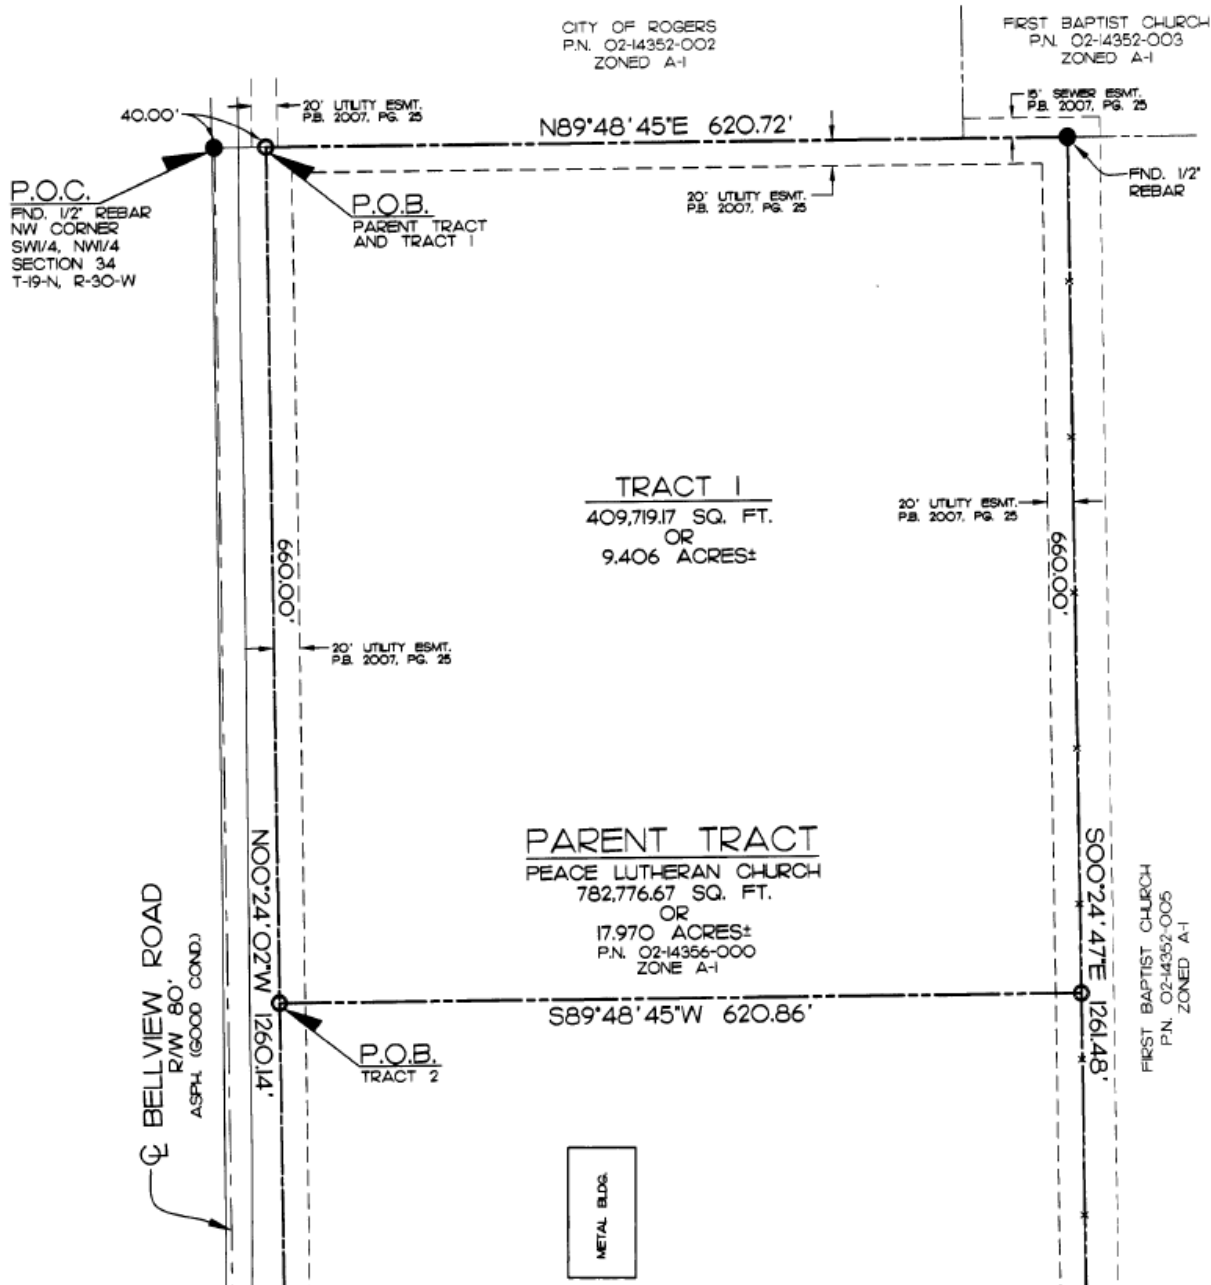 CITY OF ROGERS
P.N. 02-14352-002
ZONED A-1
FIRST BAPTIST CHURCH
P.N. 02-14352-003
ZONED A-1
20' UTILITY ESMT.
P.B. 2007, PG. 25
15' SEWER ESMT.
P.B. 2007, PG. 25
40.00'
N89°48'45"E 620.72'
P.O.C.
FND. 1/2" REBAR
NW CORNER
SW1/4, NW1/4
SECTION 34
T-19-N, R-30-W
P.O.B.
PARENT TRACT
AND TRACT 1
20' UTILITY ESMT.
P.B. 2007, PG. 25
FND. 1/2"
REBAR
TRACT 1
409,719.17 SQ. FT.
OR
9.406 ACRES±
20' UTILITY ESMT.
P.B. 2007, PG. 25
660.00'
660.00'
20' UTILITY ESMT.
P.B. 2007, PG. 25
PARENT TRACT
PEACE LUTHERAN CHURCH
782,776.67 SQ. FT.
OR
17.970 ACRES±
P.N. 02-14356-000
ZONE A-1
N00°24'02"W 1260.14'
S00°24'47"E 1261.48'
FIRST BAPTIST CHURCH
P.N. 02-14352-005
ZONED A-1
S89°48'45"W 620.86'
P.O.B.
TRACT 2
℄ BELLVIEW ROAD
R/W 80'
ASPH. (GOOD COND.)
METAL BLDG.